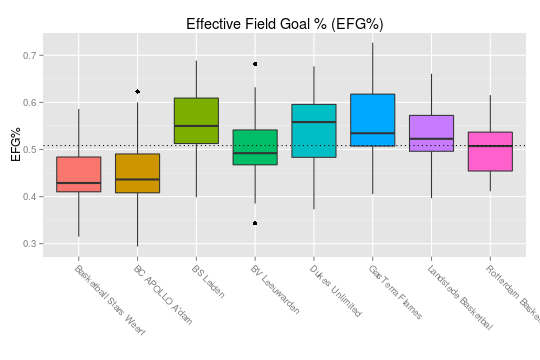 Effective Field Goal % (EFG%)
EFG%
0.7
0.6
0.5
0.4
0.3
Basketball Stars Weert
BC APOLLO A'dam
BS Leiden
BV Leeuwarden
Dukes Unlimited
GasTerra Flames
Landstede Basketbal
Rotterdam Baske